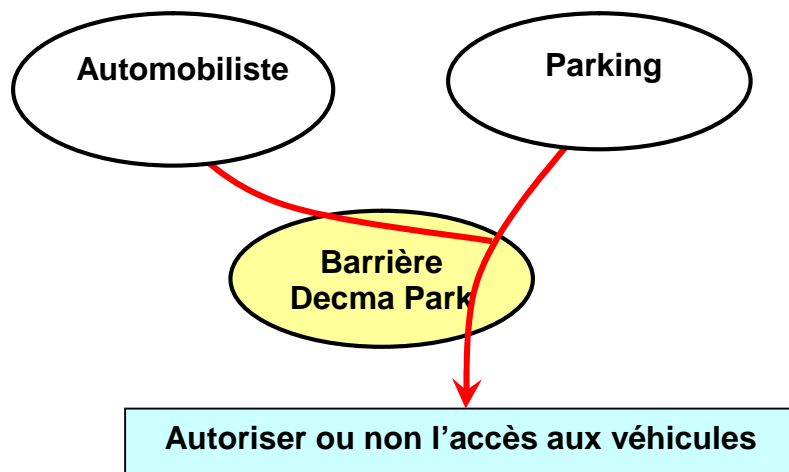 Automobiliste
Parking
Barrière
Decma Park
Autoriser ou non l’accès aux véhicules